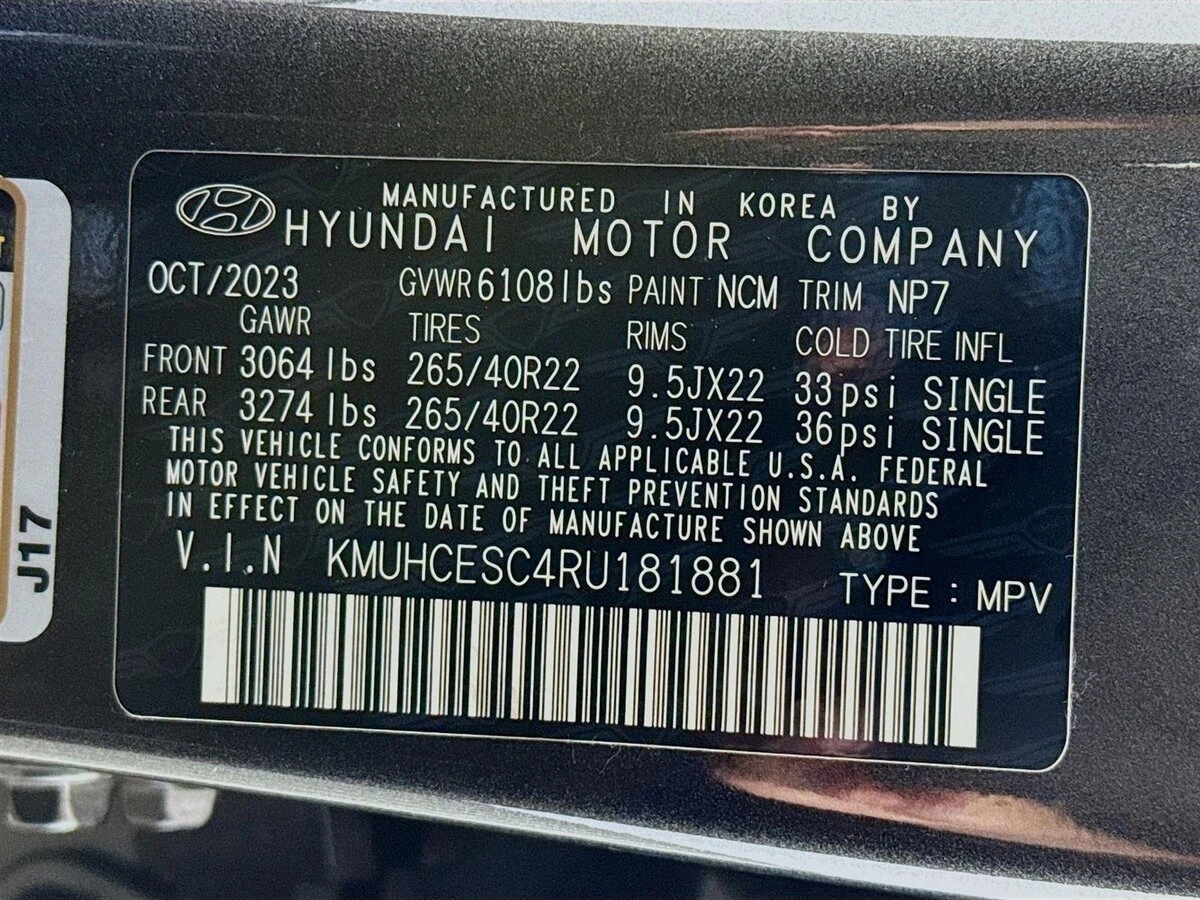 MANUFACTURED IN KOREA BY
HYUNDAI MOTOR COMPANY
OCT/2023 GVWR 6108lbs PAINT NCM TRIM NP7
GAWR TIRES RIMS COLD TIRE INFL
FRONT 3064lbs 265/40R22 9.5JX22 33psi SINGLE
REAR 3274lbs 265/40R22 9.5JX22 36psi SINGLE
THIS VEHICLE CONFORMS TO ALL APPLICABLE U.S.A. FEDERAL
MOTOR VEHICLE SAFETY AND THEFT PREVENTION STANDARDS
IN EFFECT ON THE DATE OF MANUFACTURE SHOWN ABOVE
V.I.N KMUHCESC4RU181881 TYPE : MPV
J17